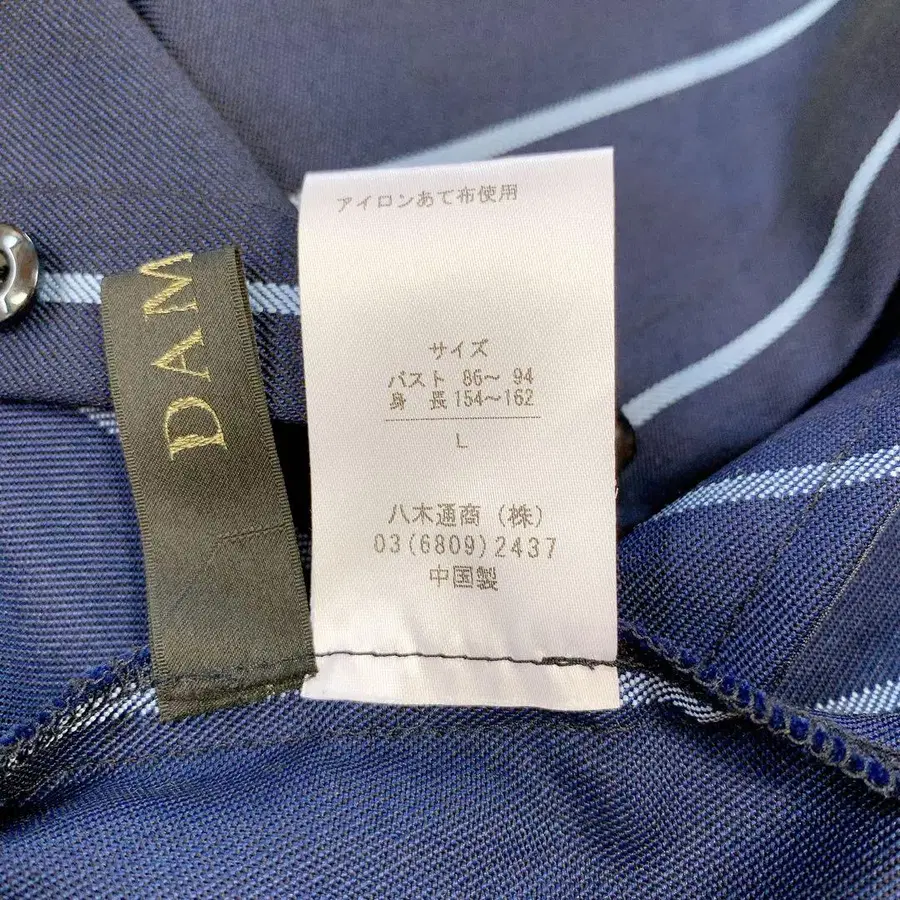 アイロンあて布使用
サイズ
バスト 86〜 94
身 長 154〜162
L
八木通商(株)
03(6809)2437
中国製
DAM